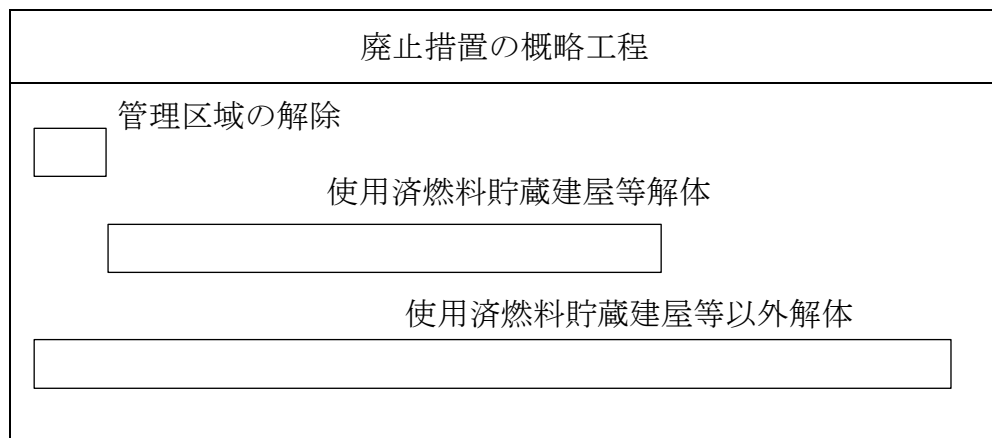 廃止措置の概略工程
管理区域の解除
使用済燃料貯蔵建屋等解体
使用済燃料貯蔵建屋等以外解体